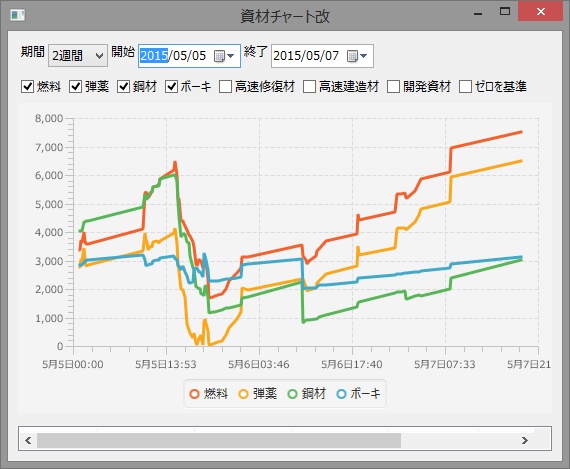 資材チャート改
期間 2週間 開始 2015/05/05 終了 2015/05/07
燃料 弾薬 鋼材 ボーキ 高速修復材 高速建造材 開発資材 ゼロを基準
8,000
7,000
6,000
5,000
4,000
3,000
2,000
1,000
0
5月5日00:00 5月5日13:53 5月6日03:46 5月6日17:40 5月7日07:33 5月7日21
燃料 弾薬 鋼材 ボーキ